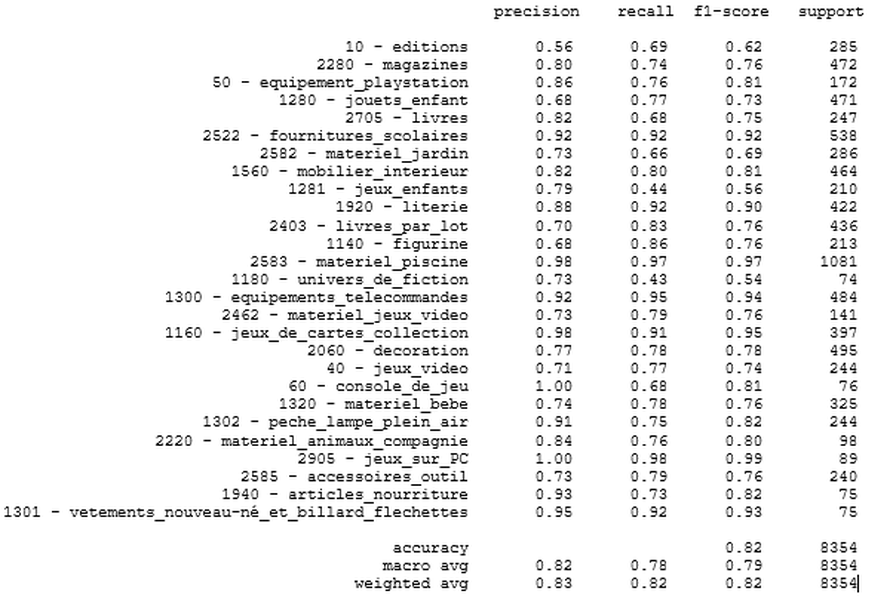 precision recall f1-score support
10 - editions 0.56 0.69 0.62 285
2280 - magazines 0.80 0.74 0.76 472
50 - equipement_playstation 0.86 0.76 0.81 172
1280 - jouets_enfant 0.68 0.77 0.73 471
2705 - livres 0.82 0.68 0.75 247
2522 - fournitures_scolaires 0.92 0.92 0.92 538
2582 - materiel_jardin 0.73 0.66 0.69 286
1560 - mobilier_interieur 0.82 0.80 0.81 464
1281 - jeux_enfants 0.79 0.44 0.56 210
1920 - literie 0.88 0.92 0.90 422
2403 - livres_par_lot 0.70 0.83 0.76 436
1140 - figurine 0.68 0.86 0.76 213
2583 - materiel_piscine 0.98 0.97 0.97 1081
1180 - univers_de_fiction 0.73 0.43 0.54 74
1300 - equipements_telecommandes 0.92 0.95 0.94 484
2462 - materiel_jeux_video 0.73 0.79 0.76 141
1160 - jeux_de_cartes_collection 0.98 0.91 0.95 397
2060 - decoration 0.77 0.78 0.78 495
40 - jeux_video 0.71 0.77 0.74 244
60 - console_de_jeu 1.00 0.68 0.81 76
1320 - materiel_bebe 0.74 0.78 0.76 325
1302 - peche_lampe_plein_air 0.91 0.75 0.82 244
2220 - materiel_animaux_compagnie 0.84 0.76 0.80 98
2905 - jeux_sur_PC 1.00 0.98 0.99 89
2585 - accessoires_outil 0.73 0.79 0.76 240
1940 - articles_nourriture 0.93 0.73 0.82 75
1301 - vetements_nouveau-né_et_billard_flechettes 0.95 0.92 0.93 75
accuracy 0.82 8354
macro avg 0.82 0.78 0.79 8354
weighted avg 0.83 0.82 0.82 8354